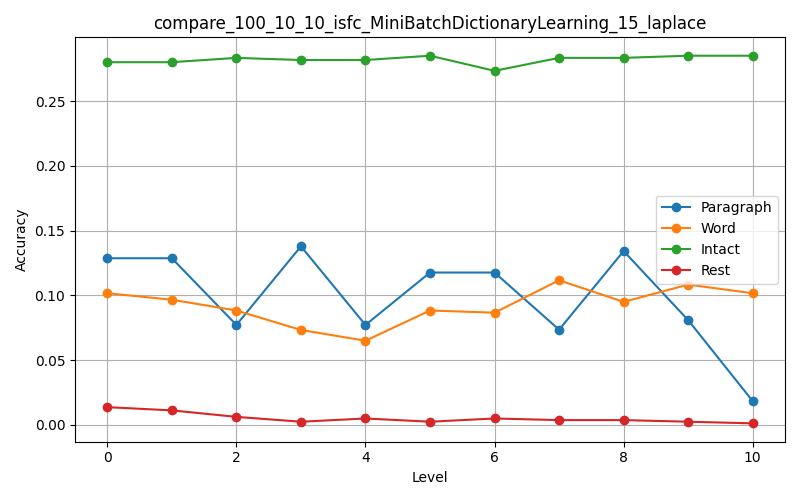 compare_100_10_10_isfc_MiniBatchDictionaryLearning_15_laplace
Accuracy
0.25
0.20
0.15
0.10
0.05
0.00
Paragraph
Word
Intact
Rest
0 2 4 6 8 10
Level